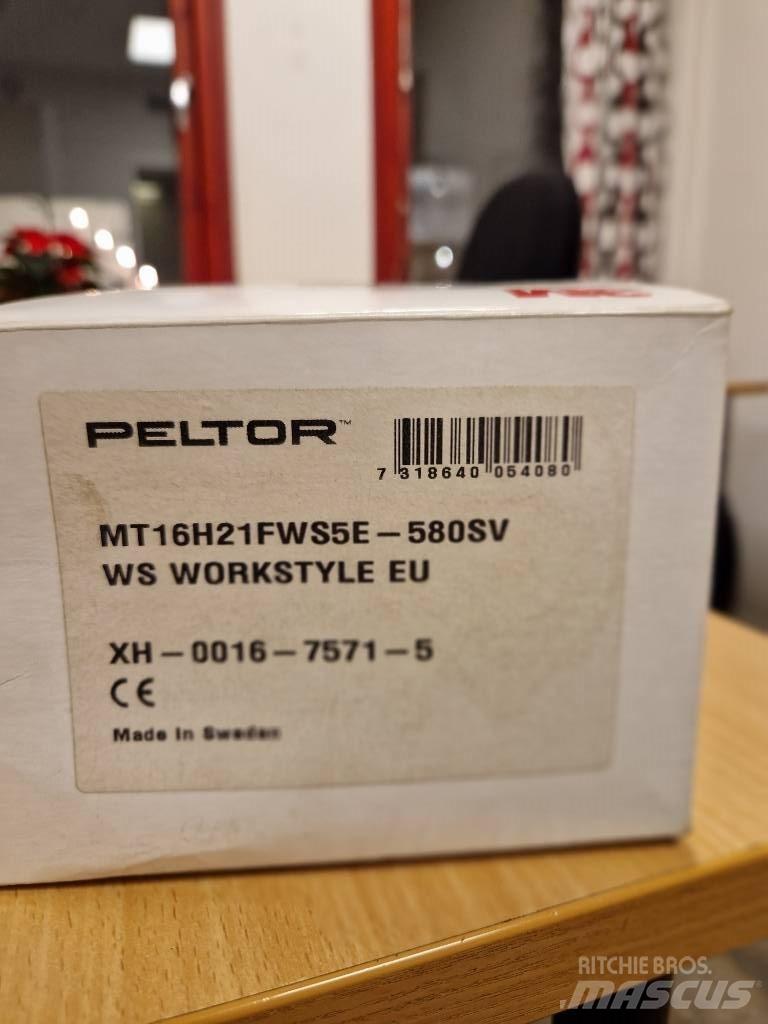 3M
PELTOR™
7 318640 054080
MT16H21FWS5E–580SV
WS WORKSTYLE EU
XH–0016–7571–5
CE
Made in Sweden
RITCHIE BROS.
MASCUS